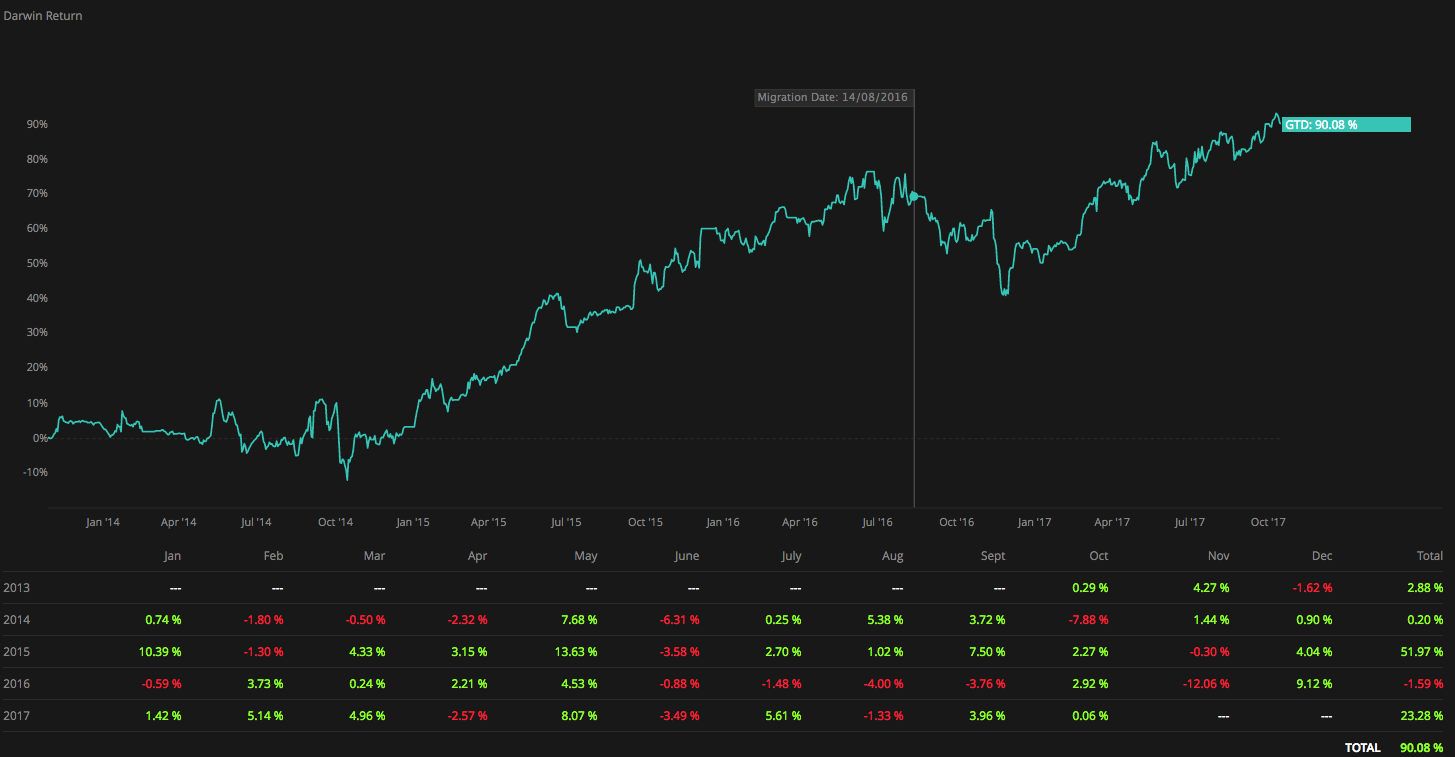 Darwin Return
Migration Date: 14/08/2016
90%
GTD: 90.08 %
80%
70%
60%
50%
40%
30%
20%
10%
0%
-10%
Jan '14 Apr '14 Jul '14 Oct '14 Jan '15 Apr '15 Jul '15 Oct '15 Jan '16 Apr '16 Jul '16 Oct '16 Jan '17 Apr '17 Jul '17 Oct '17
Jan Feb Mar Apr May June July Aug Sept Oct Nov Dec Total
2013 --- --- --- --- --- --- --- --- --- 0.29 % 4.27 % -1.62 % 2.88 %
2014 0.74 % -1.80 % -0.50 % -2.32 % 7.68 % -6.31 % 0.25 % 5.38 % 3.72 % -7.88 % 1.44 % 0.90 % 0.20 %
2015 10.39 % -1.30 % 4.33 % 3.15 % 13.63 % -3.58 % 2.70 % 1.02 % 7.50 % 2.27 % -0.30 % 4.04 % 51.97 %
2016 -0.59 % 3.73 % 0.24 % 2.21 % 4.53 % -0.88 % -1.48 % -4.00 % -3.76 % 2.92 % -12.06 % 9.12 % -1.59 %
2017 1.42 % 5.14 % 4.96 % -2.57 % 8.07 % -3.49 % 5.61 % -1.33 % 3.96 % 0.06 % --- --- 23.28 %
TOTAL 90.08 %